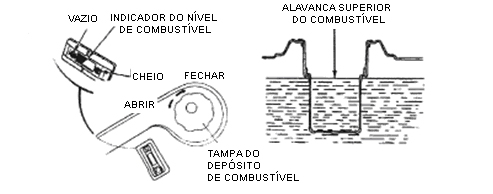 VAZIO
INDICADOR DO NÍVEL
DE COMBUSTÍVEL
CHEIO
FECHAR
ABRIR
TAMPA DO
DEPÓSITO
DE COMBUSTÍVEL
ALAVANCA SUPERIOR
DO COMBUSTÍVEL